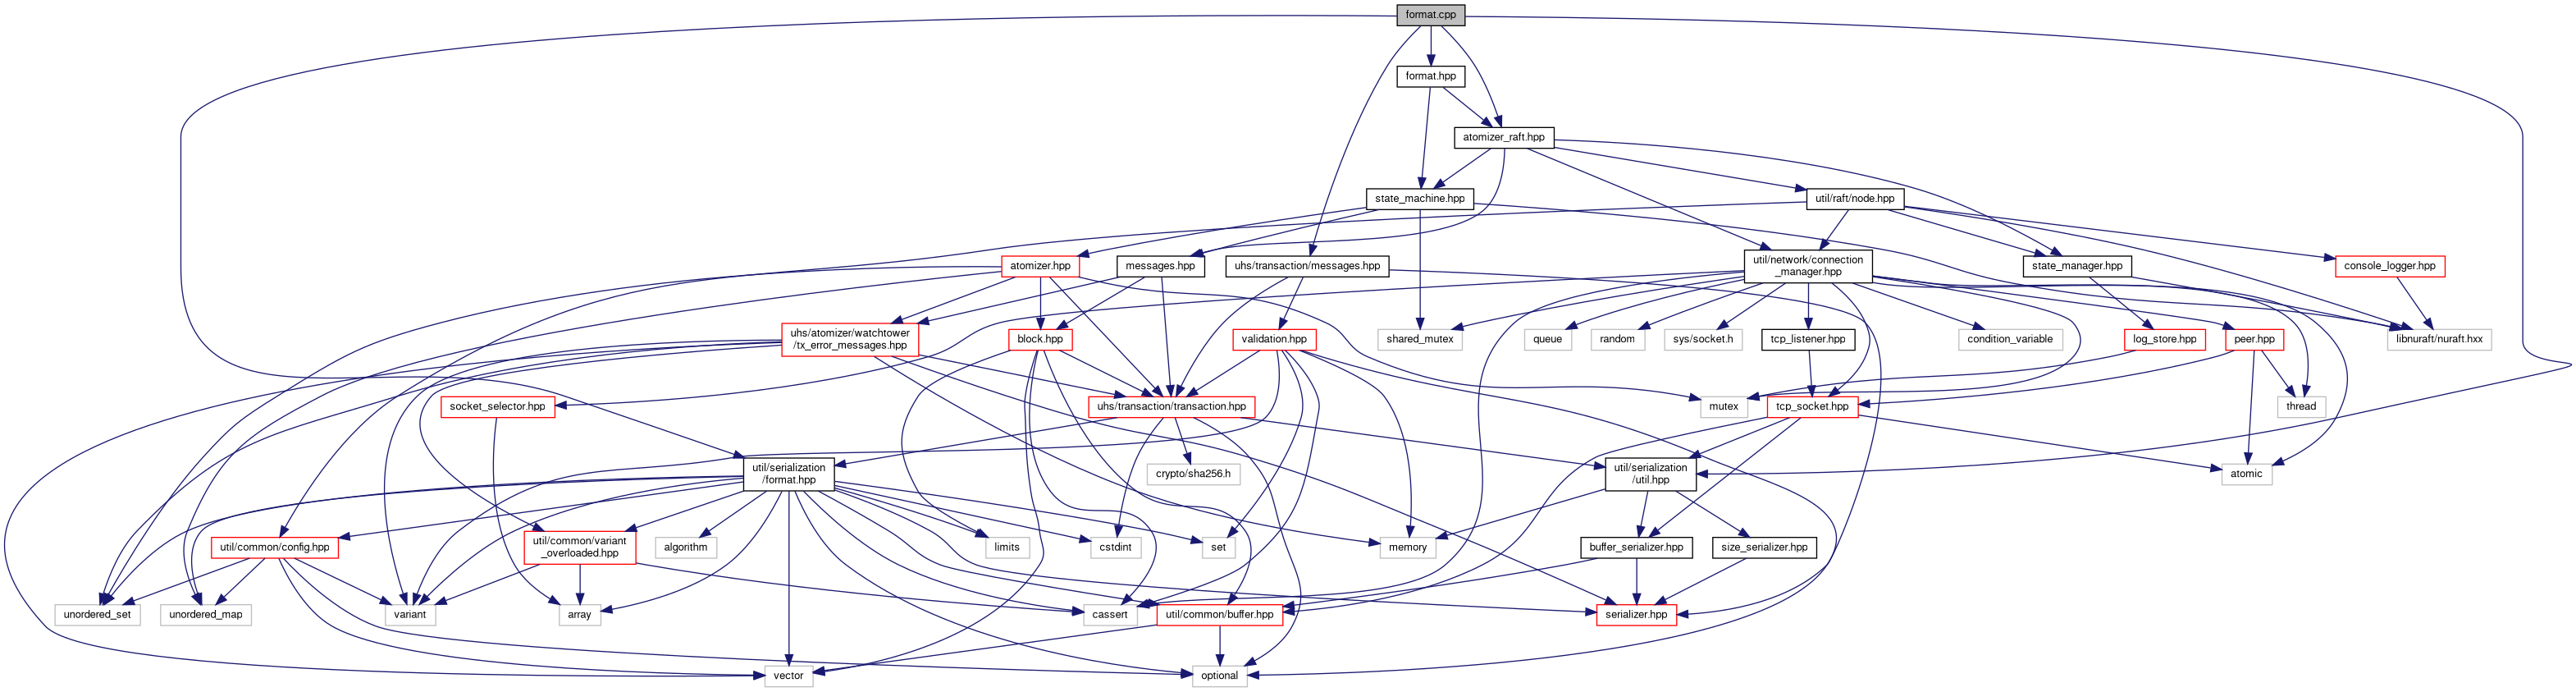 format.cpp
format.hpp
atomizer_raft.hpp
state_machine.hpp
util/raft/node.hpp
atomizer.hpp
messages.hpp
uhs/transaction/messages.hpp
util/network/connection
_manager.hpp
state_manager.hpp
console_logger.hpp
uhs/atomizer/watchtower
/tx_error_messages.hpp
block.hpp
validation.hpp
shared_mutex
queue
random
sys/socket.h
tcp_listener.hpp
condition_variable
log_store.hpp
peer.hpp
libnuraft/nuraft.hxx
socket_selector.hpp
uhs/transaction/transaction.hpp
mutex
tcp_socket.hpp
thread
util/serialization
/format.hpp
crypto/sha256.h
util/serialization
/util.hpp
atomic
util/common/config.hpp
util/common/variant
_overloaded.hpp
algorithm
limits
cstdint
set
memory
buffer_serializer.hpp
size_serializer.hpp
unordered_set
unordered_map
variant
array
cassert
util/common/buffer.hpp
serializer.hpp
vector
optional